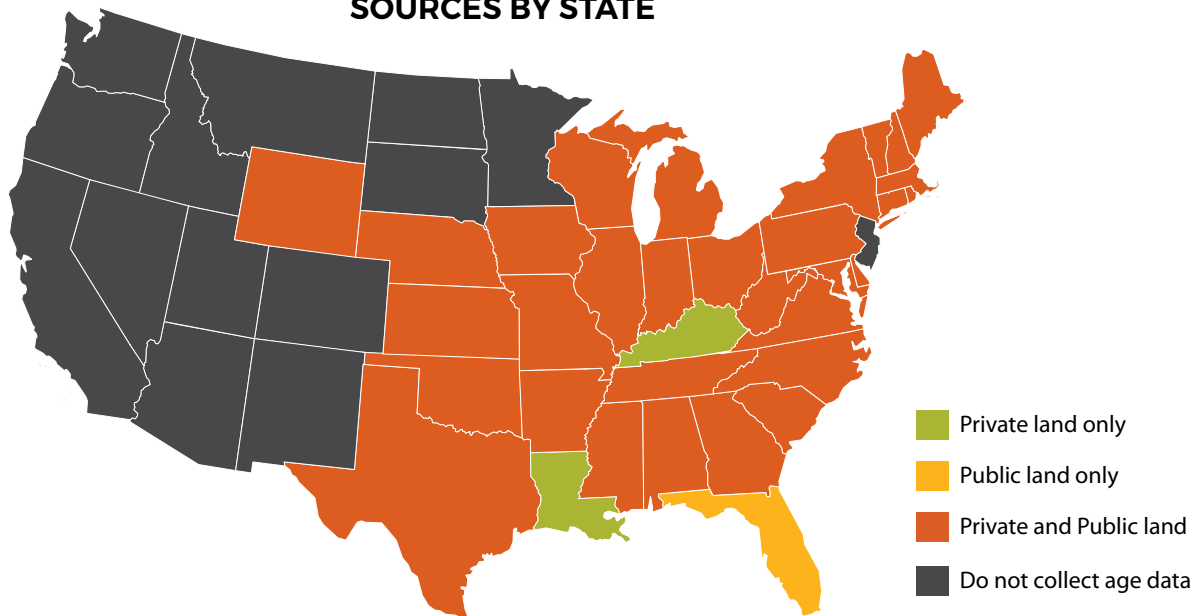 SOURCES BY STATE
Private land only
Public land only
Private and Public land
Do not collect age data